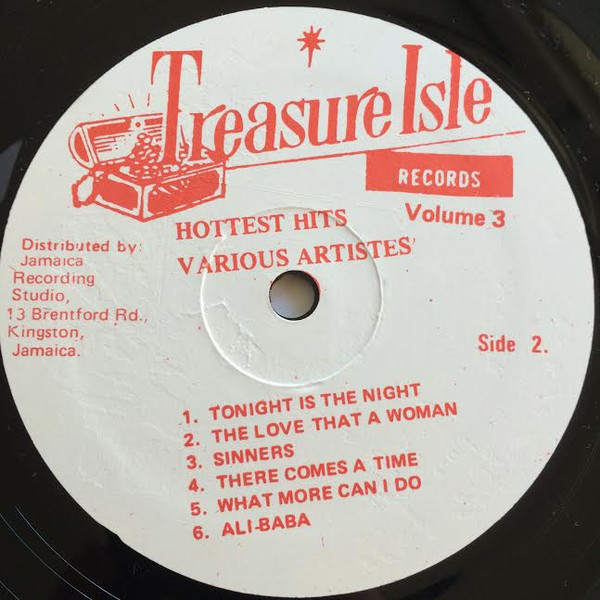 Treasure Isle
RECORDS
HOTTEST HITS
Volume 3
VARIOUS ARTISTES'
Distributed by:
Jamaica
Recording
Studio,
13 Brentford Rd.,
Kingston,
Jamaica.
Side 2.
1. TONIGHT IS THE NIGHT
2. THE LOVE THAT A WOMAN
3. SINNERS
4. THERE COMES A TIME
5. WHAT MORE CAN I DO
6. ALI-BABA